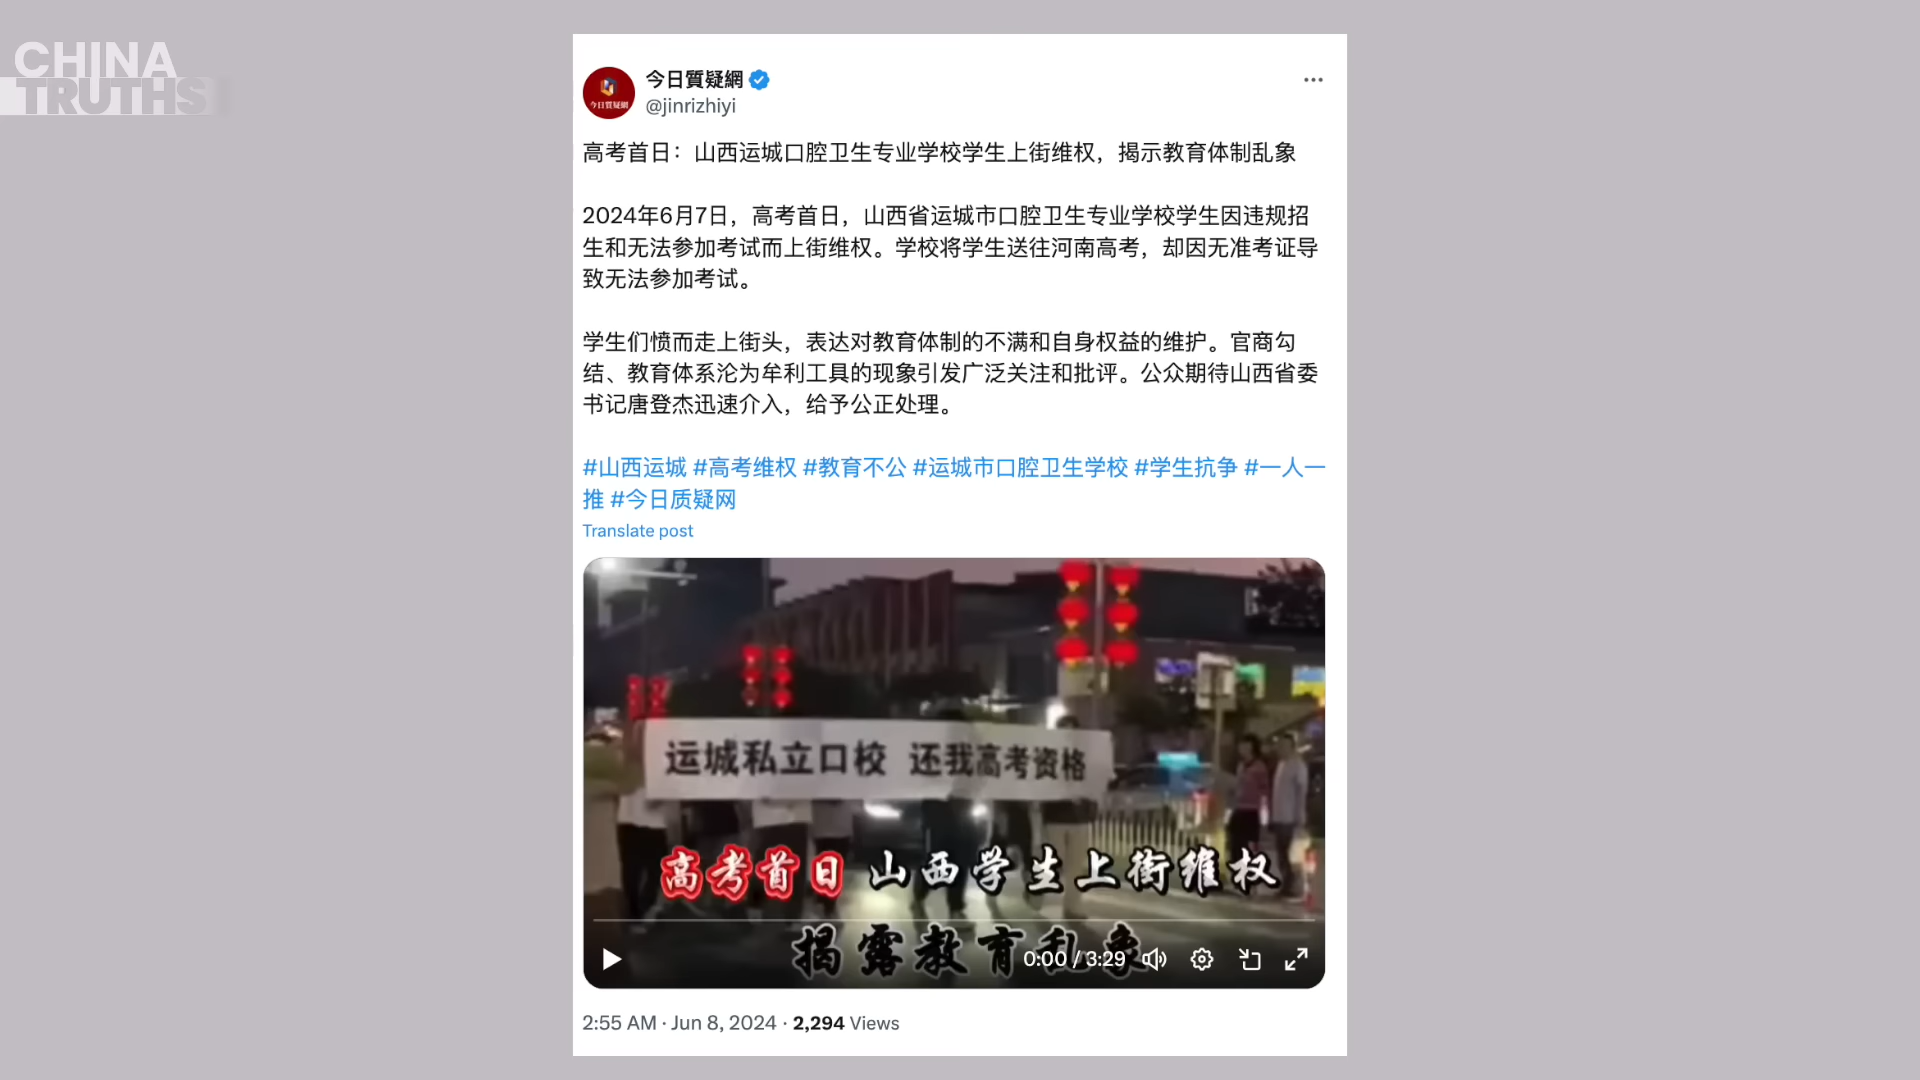 CHINA
TRUTHS
今日質疑網
@jinrizhiyi
今日質疑網
高考首日：山西运城口腔卫生专业学校学生上街维权，揭示教育体制乱象
2024年6月7日，高考首日，山西省运城市口腔卫生专业学校学生因违规招
生和无法参加考试而上街维权。学校将学生送往河南高考，却因无准考证导
致无法参加考试。
学生们愤而走上街头，表达对教育体制的不满和自身权益的维护。官商勾
结、教育体系沦为牟利工具的现象引发广泛关注和批评。公众期待山西省委
书记唐登杰迅速介入，给予公正处理。
#山西运城 #高考维权 #教育不公 #运城市口腔卫生学校 #学生抗争 #一人一
推 #今日质疑网
Translate post
运城私立口校 还我高考资格
高考首日 山西学生上街维权
揭露教育乱象
0:00 / 3:29
2:55 AM · Jun 8, 2024 · 2,294 Views